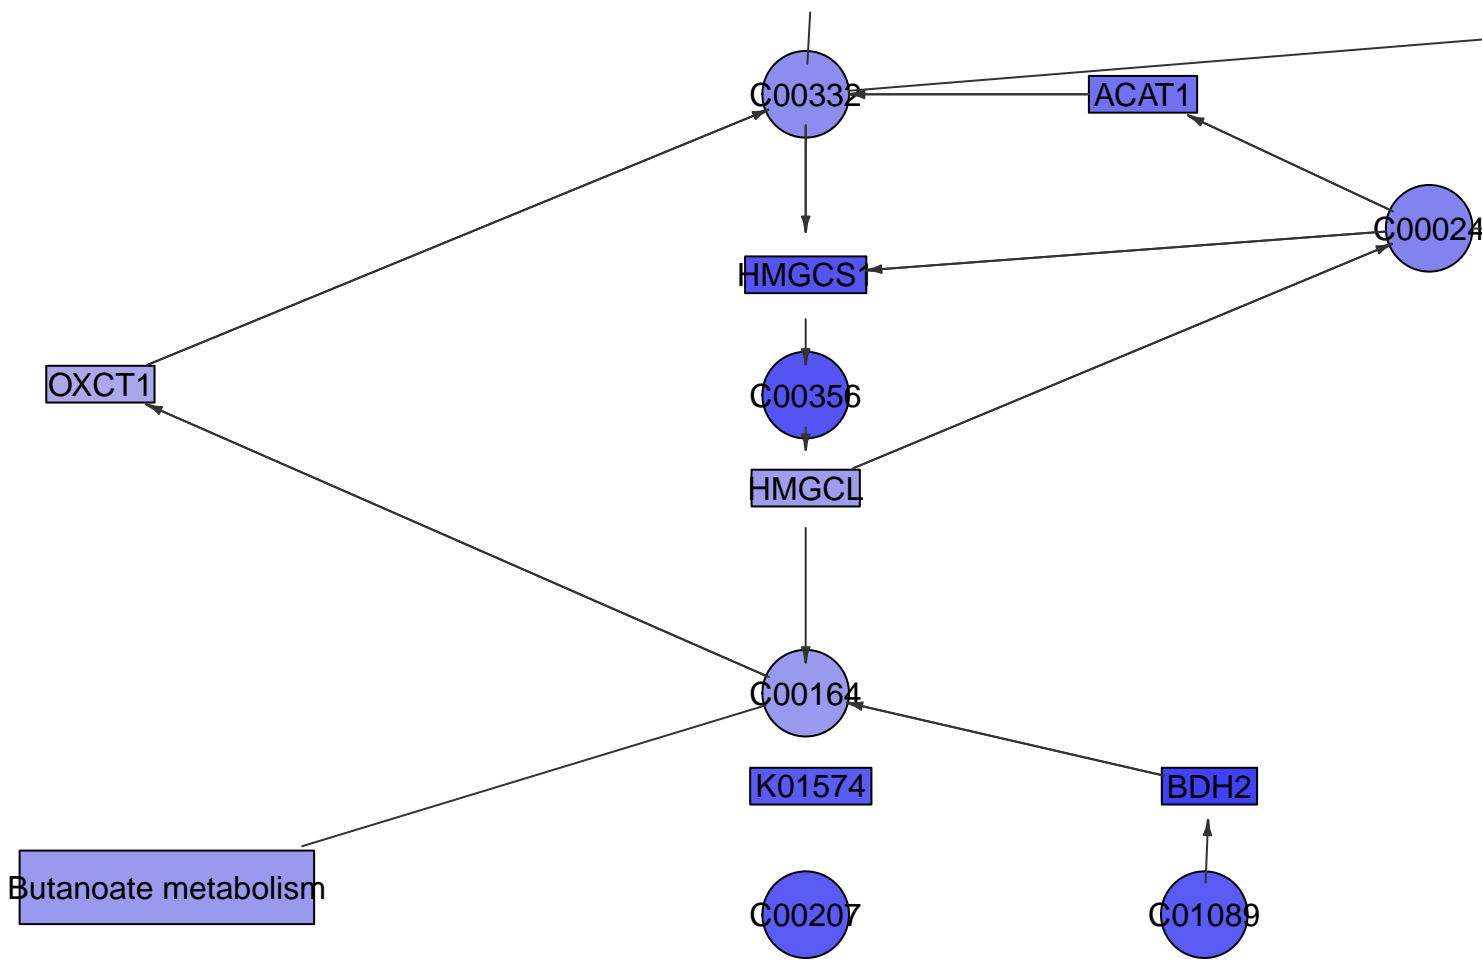 C00332
ACAT1
C00024
HMGCS1
OXCT1
C00356
HMGCL
C00164
K01574
BDH2
Butanoate metabolism
C00207
C01089